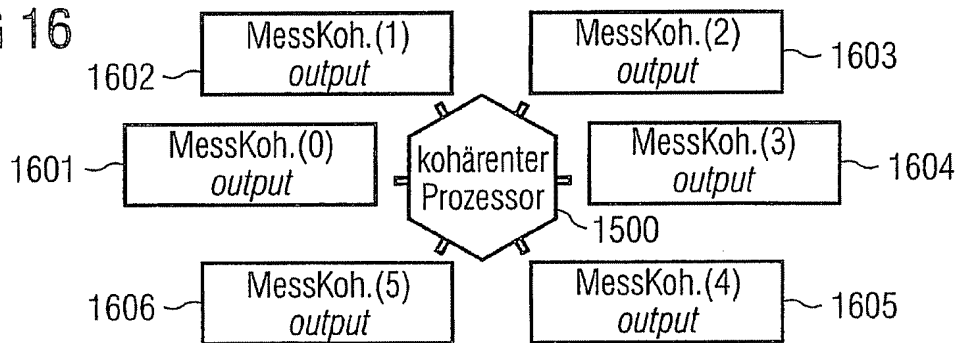 16
MessKoh.(1)
output
1602
MessKoh.(2)
output
1603
MessKoh.(0)
output
1601
kohärenter
Prozessor
1500
MessKoh.(3)
output
1604
MessKoh.(5)
output
1606
MessKoh.(4)
output
1605